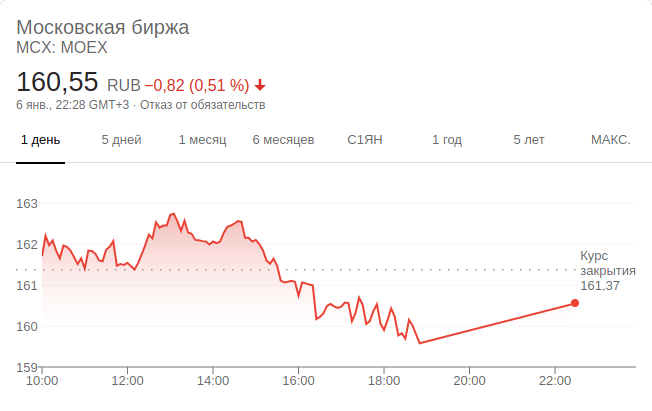 Московская биржа
MCX: MOEX
160,55 RUB −0,82 (0,51 %)
6 янв., 22:28 GMT+3 · Отказ от обязательств
1 день 5 дней 1 месяц 6 месяцев С1ЯН 1 год 5 лет МАКС.
163
162
161
160
159
Курс
закрытия
161,37
10:00 12:00 14:00 16:00 18:00 20:00 22:00